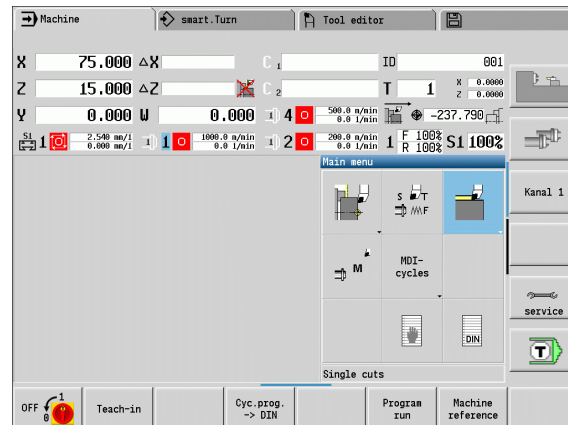 Machine
smart.Turn
Tool editor
X 75.000 △X C 1 ID 001
Z 15.000 △Z C 2 T 1 X 0.0000
Z 0.0000
Y 0.000 U 0.000 4 500.0 m/min
0.0 1/min -237.790
S1 1 2.540 mm/1
0.000 mm/1 1 1000.0 m/min
0.0 1/min 2 200.0 m/min
0.0 1/min 1 F 100%
R 100% S1 100%
Main menu
S T
M F
M
MDI-
cycles
DIN
Single cuts
Kanal 1
service
T
OFF 1
0
Teach-in
Cyc.prog.
-> DIN
Program
run
Machine
reference